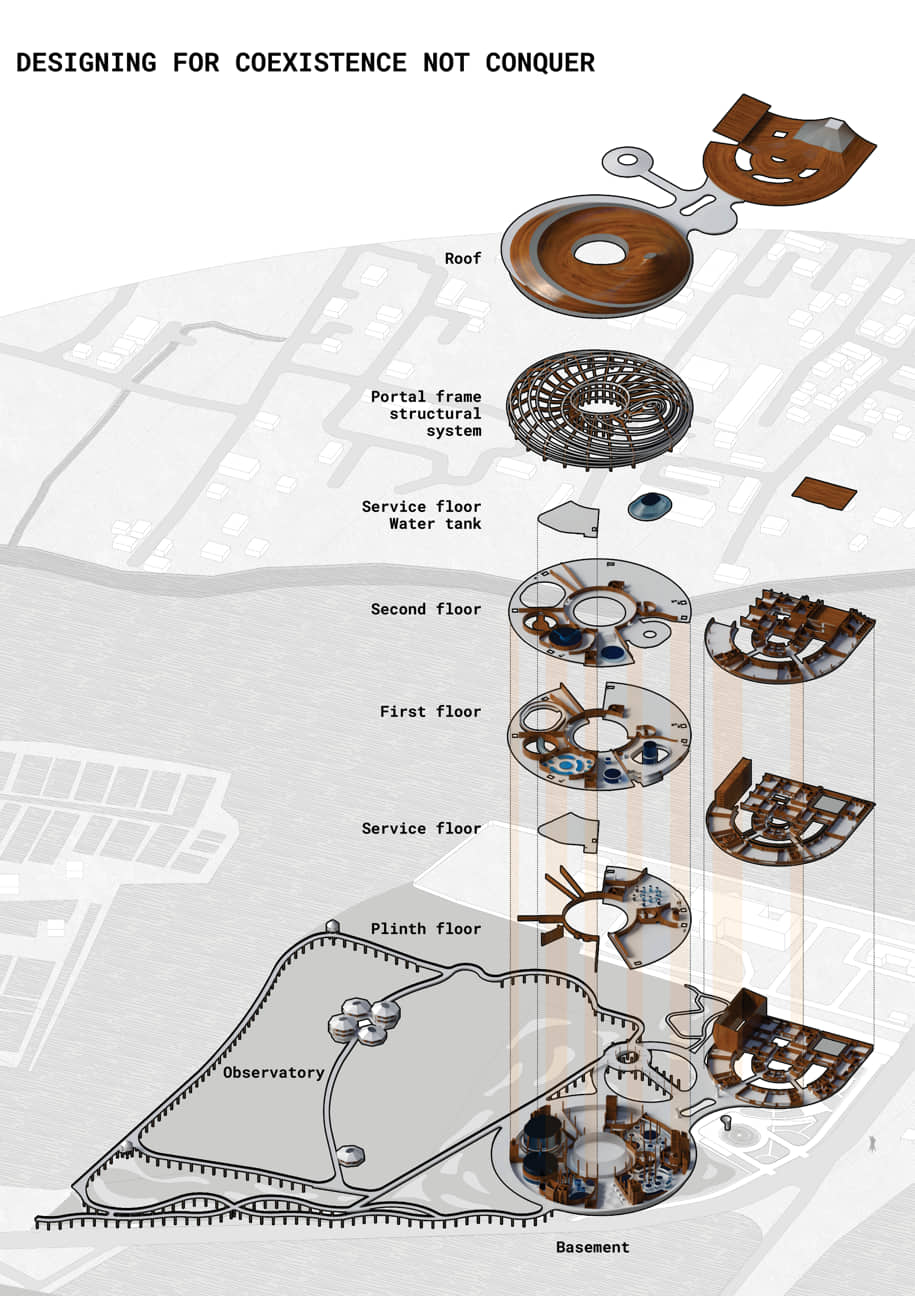 DESIGNING FOR COEXISTENCE NOT CONQUER
Roof
Portal frame
structural
system
Service floor
Water tank
Second floor
First floor
Service floor
Plinth floor
Observatory
Basement